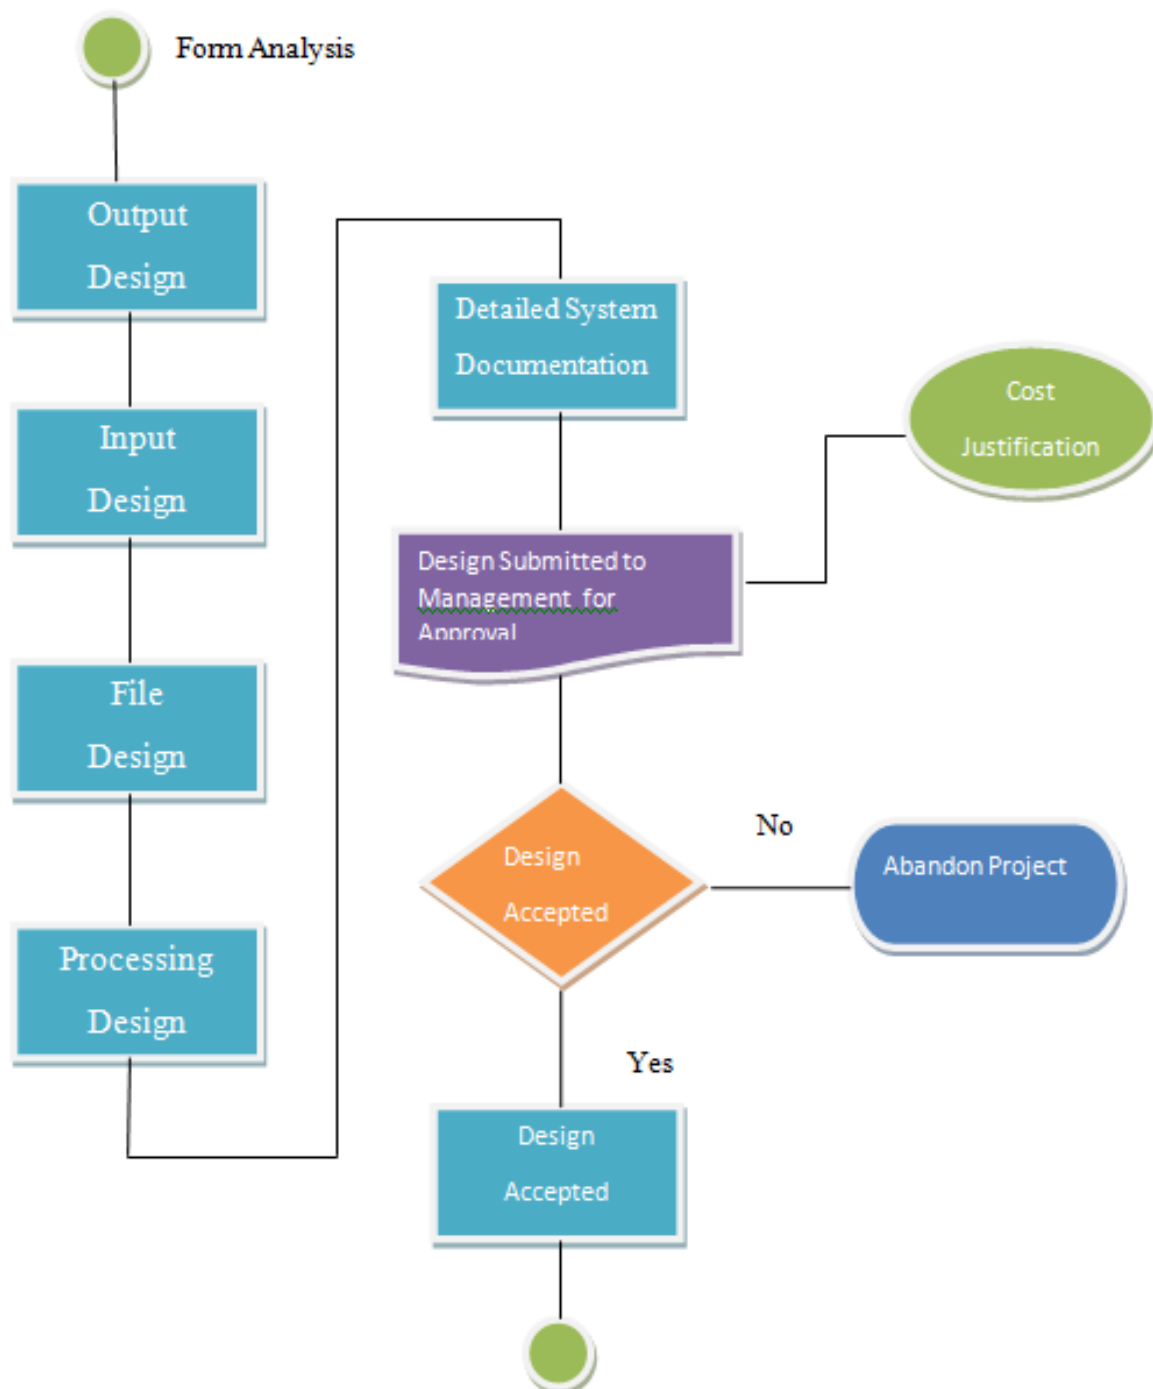 Form Analysis
Output
Design
Input
Design
File
Design
Processing
Design
Detailed System
Documentation
Cost
Justification
Design Submitted to
Management for
Approval
Design
Accepted
No
Abandon Project
Yes
Design
Accepted